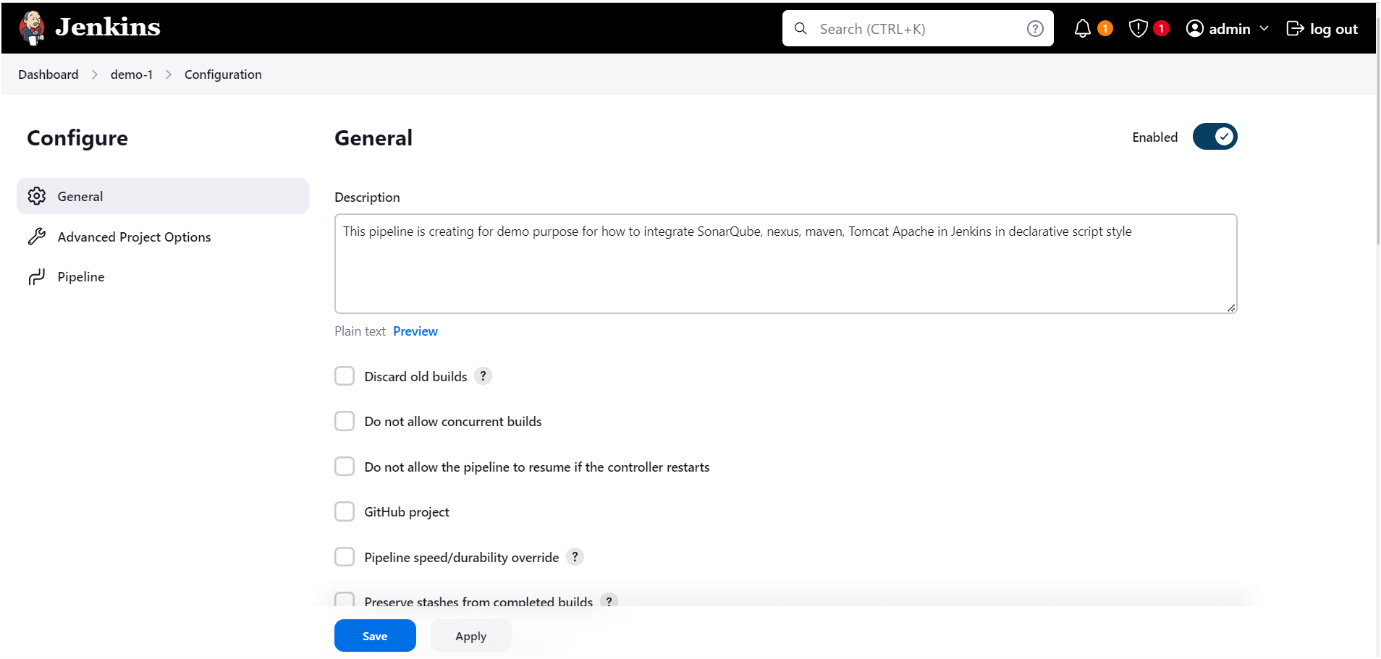 Jenkins
Search (CTRL+K)
?
1
1
admin
log out
Dashboard > demo-1 > Configuration
Configure
General
Enabled
General
Advanced Project Options
Pipeline
Description
This pipeline is creating for demo purpose for how to integrate SonarQube, nexus, maven, Tomcat Apache in Jenkins in declarative script style
Plain text Preview
Discard old builds ?
Do not allow concurrent builds
Do not allow the pipeline to resume if the controller restarts
GitHub project
Pipeline speed/durability override ?
Preserve stashes from completed builds ?
Save
Apply